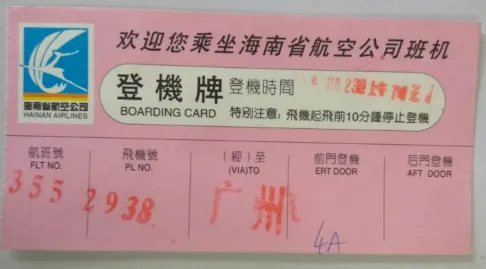 欢迎您乘坐海南省航空公司班机
海南省航空公司
HAINAN AIRLINES
登機牌 登機時間
BOARDING CARD 特别注意：飛機起飛前10分鍾停止登機
航班號 飛機號 （經）至 前門登機 后門登機
FLT NO. PL NO. (VIA)TO ERT DOOR AFT DOOR
355 2938 广州
4A